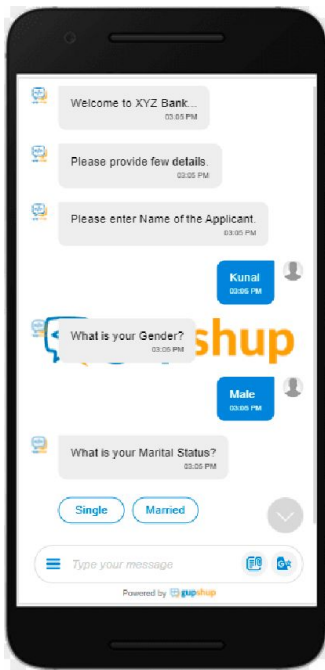 Welcome to XYZ Bank...
03:05 PM
Please provide few details.
03:05 PM
Please enter Name of the Applicant.
03:05 PM
Kunal
03:05 PM
What is your Gender?
03:05 PM
shup
Male
03:05 PM
What is your Marital Status?
03:05 PM
Single Married
Type your message
Powered by gupshup